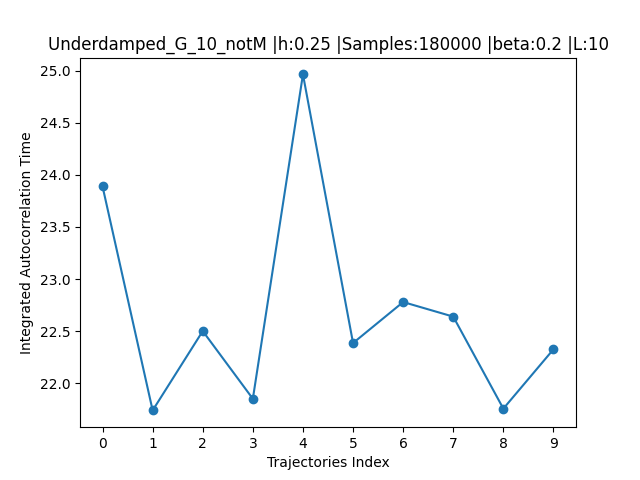 Underdamped_G_10_notM |h:0.25 |Samples:180000 |beta:0.2 |L:10
25.0
24.5
24.0
23.5
23.0
22.5
22.0
Integrated Autocorrelation Time
0 1 2 3 4 5 6 7 8 9
Trajectories Index